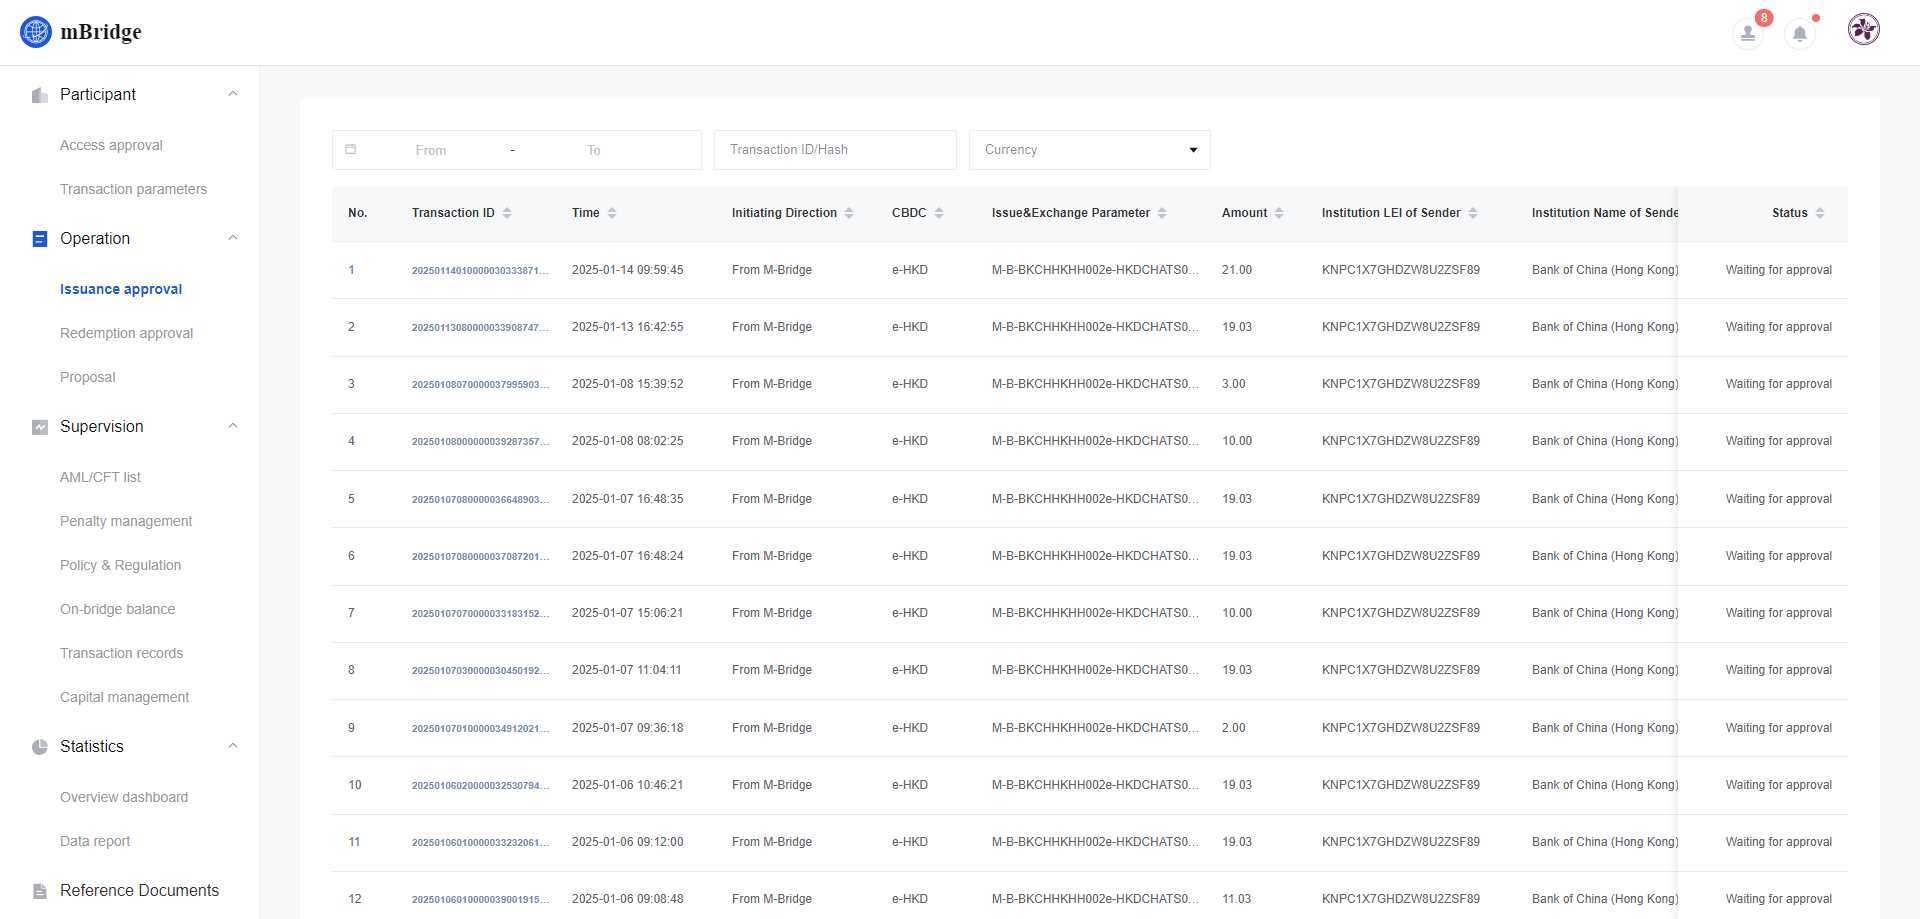 mBridge
8
Participant
Access approval
Transaction parameters
Operation
Issuance approval
Redemption approval
Proposal
Supervision
AML/CFT list
Penalty management
Policy & Regulation
On-bridge balance
Transaction records
Capital management
Statistics
Overview dashboard
Data report
Reference Documents
From - To
Transaction ID/Hash
Currency
No. Transaction ID Time Initiating Direction CBDC Issue&Exchange Parameter Amount Institution LEI of Sender Institution Name of Sende Status
1 20250114010000030333871... 2025-01-14 09:59:45 From M-Bridge e-HKD M-B-BKCHHKHH002e-HKDCHATS0... 21.00 KNPC1X7GHDZW8U2ZSF89 Bank of China (Hong Kong) Waiting for approval
2 20250113080000033908747... 2025-01-13 16:42:55 From M-Bridge e-HKD M-B-BKCHHKHH002e-HKDCHATS0... 19.03 KNPC1X7GHDZW8U2ZSF89 Bank of China (Hong Kong) Waiting for approval
3 20250108070000037995903... 2025-01-08 15:39:52 From M-Bridge e-HKD M-B-BKCHHKHH002e-HKDCHATS0... 3.00 KNPC1X7GHDZW8U2ZSF89 Bank of China (Hong Kong) Waiting for approval
4 20250108000000039287357... 2025-01-08 08:02:25 From M-Bridge e-HKD M-B-BKCHHKHH002e-HKDCHATS0... 10.00 KNPC1X7GHDZW8U2ZSF89 Bank of China (Hong Kong) Waiting for approval
5 20250107080000036648903... 2025-01-07 16:48:35 From M-Bridge e-HKD M-B-BKCHHKHH002e-HKDCHATS0... 19.03 KNPC1X7GHDZW8U2ZSF89 Bank of China (Hong Kong) Waiting for approval
6 20250107080000037087201... 2025-01-07 16:48:24 From M-Bridge e-HKD M-B-BKCHHKHH002e-HKDCHATS0... 19.03 KNPC1X7GHDZW8U2ZSF89 Bank of China (Hong Kong) Waiting for approval
7 20250107070000033183152... 2025-01-07 15:06:21 From M-Bridge e-HKD M-B-BKCHHKHH002e-HKDCHATS0... 10.00 KNPC1X7GHDZW8U2ZSF89 Bank of China (Hong Kong) Waiting for approval
8 20250107030000030450192... 2025-01-07 11:04:11 From M-Bridge e-HKD M-B-BKCHHKHH002e-HKDCHATS0... 19.03 KNPC1X7GHDZW8U2ZSF89 Bank of China (Hong Kong) Waiting for approval
9 20250107010000034912021... 2025-01-07 09:36:18 From M-Bridge e-HKD M-B-BKCHHKHH002e-HKDCHATS0... 2.00 KNPC1X7GHDZW8U2ZSF89 Bank of China (Hong Kong) Waiting for approval
10 20250106020000032530794... 2025-01-06 10:46:21 From M-Bridge e-HKD M-B-BKCHHKHH002e-HKDCHATS0... 19.03 KNPC1X7GHDZW8U2ZSF89 Bank of China (Hong Kong) Waiting for approval
11 20250106010000033232061... 2025-01-06 09:12:00 From M-Bridge e-HKD M-B-BKCHHKHH002e-HKDCHATS0... 19.03 KNPC1X7GHDZW8U2ZSF89 Bank of China (Hong Kong) Waiting for approval
12 20250106010000039001915... 2025-01-06 09:08:48 From M-Bridge e-HKD M-B-BKCHHKHH002e-HKDCHATS0... 11.03 KNPC1X7GHDZW8U2ZSF89 Bank of China (Hong Kong) Waiting for approval